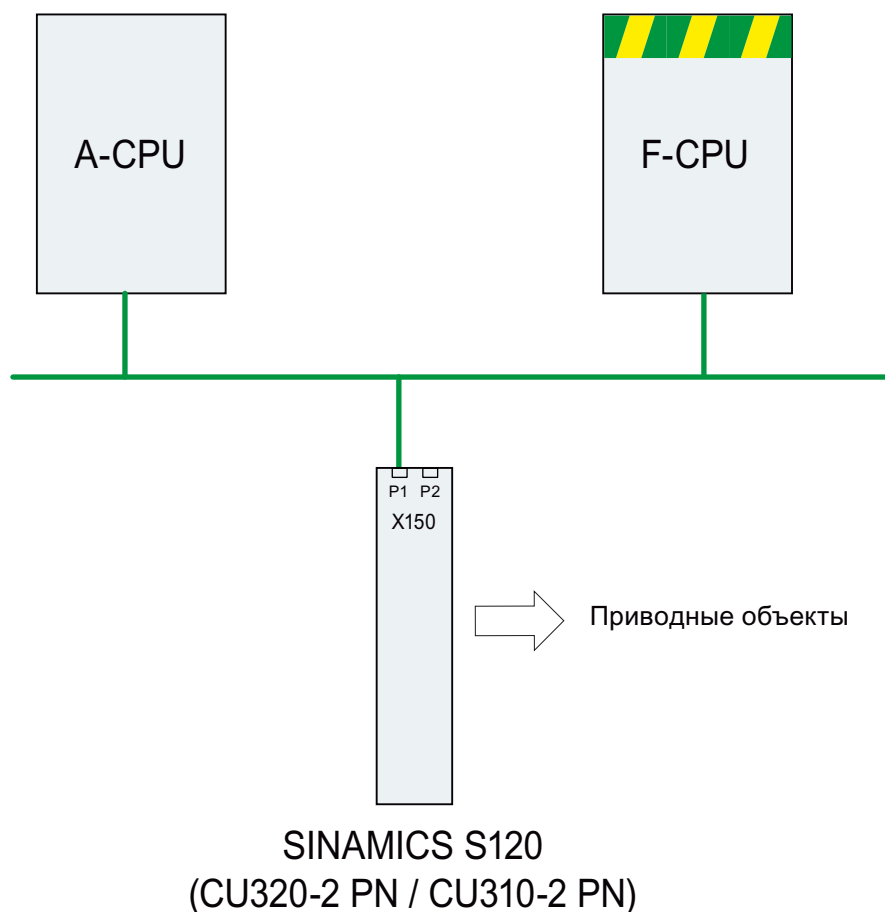 A-CPU
F-CPU
P1 P2
X150
Приводные объекты
SINAMICS S120
(CU320-2 PN / CU310-2 PN)